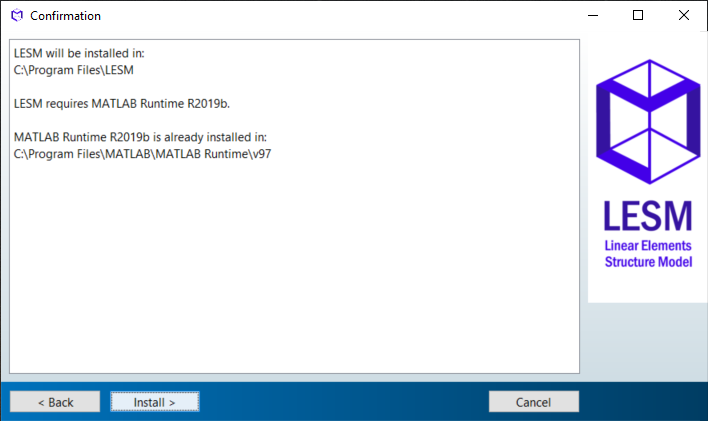 Confirmation
LESM will be installed in:
C:\Program Files\LESM
LESM requires MATLAB Runtime R2019b.
MATLAB Runtime R2019b is already installed in:
C:\Program Files\MATLAB\MATLAB Runtime\v97
LESM
Linear Elements
Structure Model
< Back
Install >
Cancel